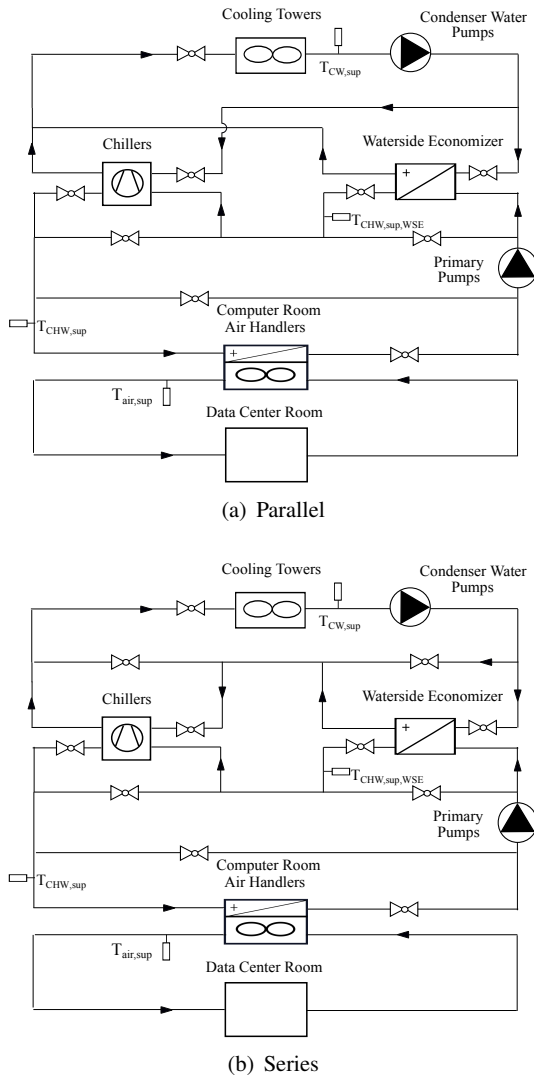 Cooling Towers
Condenser Water
Pumps
T_CW,sup
Chillers
Waterside Economizer
+
T_CHW,sup,WSE
Primary
Pumps
Computer Room
Air Handlers
T_CHW,sup
+
T_air,sup
Data Center Room
(a) Parallel
Cooling Towers
Condenser Water
Pumps
T_CW,sup
Chillers
Waterside Economizer
+
T_CHW,sup,WSE
Primary
Pumps
Computer Room
Air Handlers
T_CHW,sup
+
T_air,sup
Data Center Room
(b) Series